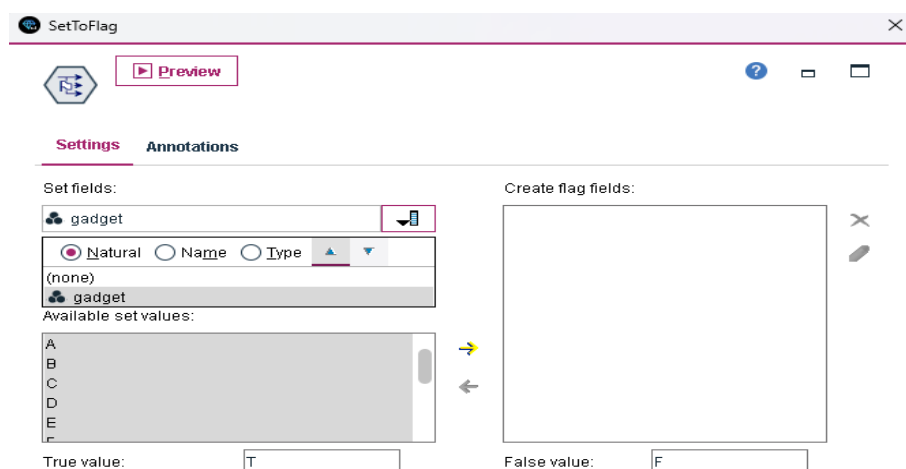 SetToFlag
Preview
?
Settings Annotations
Set fields:
gadget
Natural Name Type
(none)
gadget
Available set values:
A
B
C
D
E
Create flag fields:
True value: T
False value: F